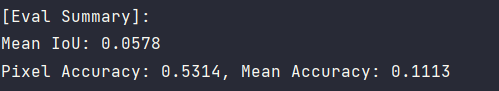 [Eval Summary]:
Mean IoU: 0.0578
Pixel Accuracy: 0.5314, Mean Accuracy: 0.1113